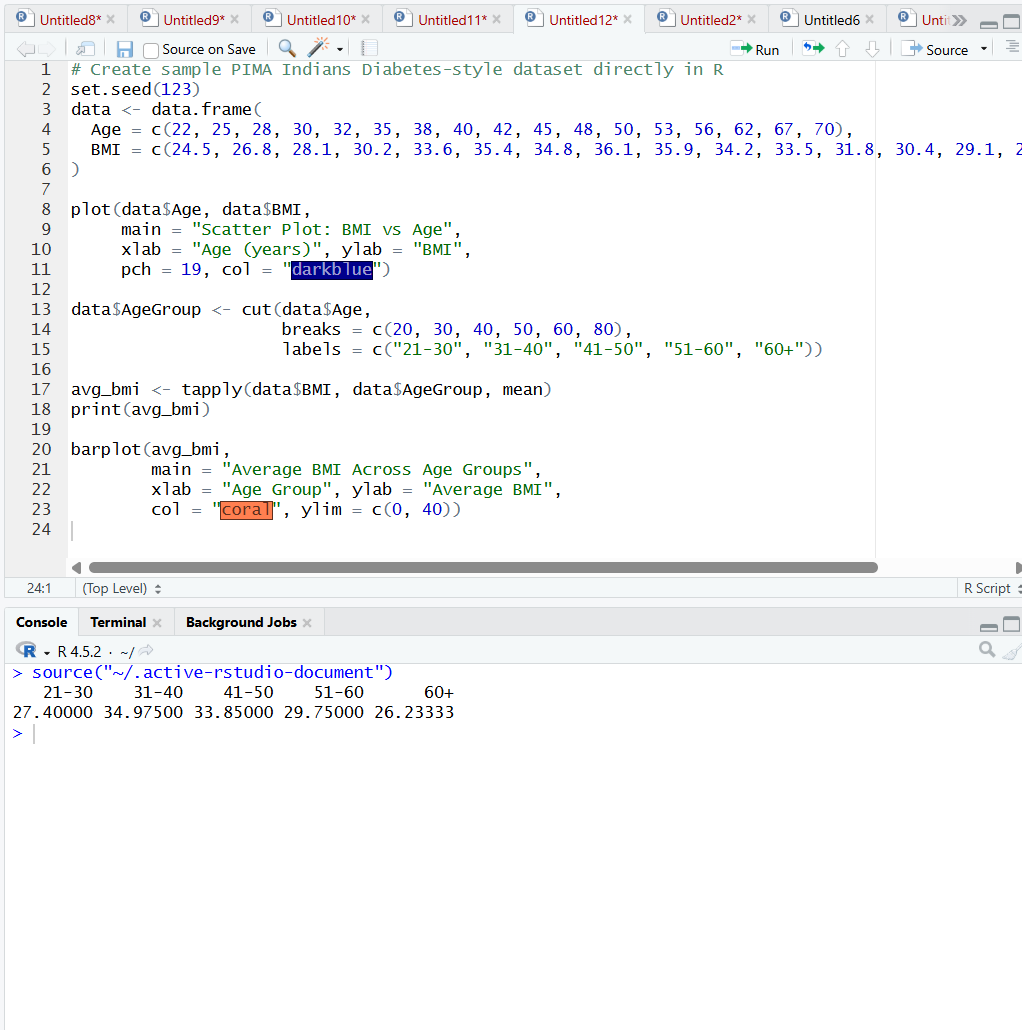 Untitled8* Untitled9* Untitled10* Untitled11* Untitled12* Untitled2* Untitled6
Source on Save Run Source
1 # Create sample PIMA Indians Diabetes-style dataset directly in R
2 set.seed(123)
3 data <- data.frame(
4 Age = c(22, 25, 28, 30, 32, 35, 38, 40, 42, 45, 48, 50, 53, 56, 62, 67, 70),
5 BMI = c(24.5, 26.8, 28.1, 30.2, 33.6, 35.4, 34.8, 36.1, 35.9, 34.2, 33.5, 31.8, 30.4, 29.1,
6 )
7
8 plot(data$Age, data$BMI,
9 main = "Scatter Plot: BMI vs Age",
10 xlab = "Age (years)", ylab = "BMI",
11 pch = 19, col = "darkblue")
12
13 data$AgeGroup <- cut(data$Age,
14 breaks = c(20, 30, 40, 50, 60, 80),
15 labels = c("21-30", "31-40", "41-50", "51-60", "60+"))
16
17 avg_bmi <- tapply(data$BMI, data$AgeGroup, mean)
18 print(avg_bmi)
19
20 barplot(avg_bmi,
21 main = "Average BMI Across Age Groups",
22 xlab = "Age Group", ylab = "Average BMI",
23 col = "coral", ylim = c(0, 40))
24
24:1 (Top Level) R Script
Console Terminal Background Jobs
R R 4.5.2 · ~/
> source("~/.active-rstudio-document")
21-30 31-40 41-50 51-60 60+
27.40000 34.97500 33.85000 29.75000 26.23333
>